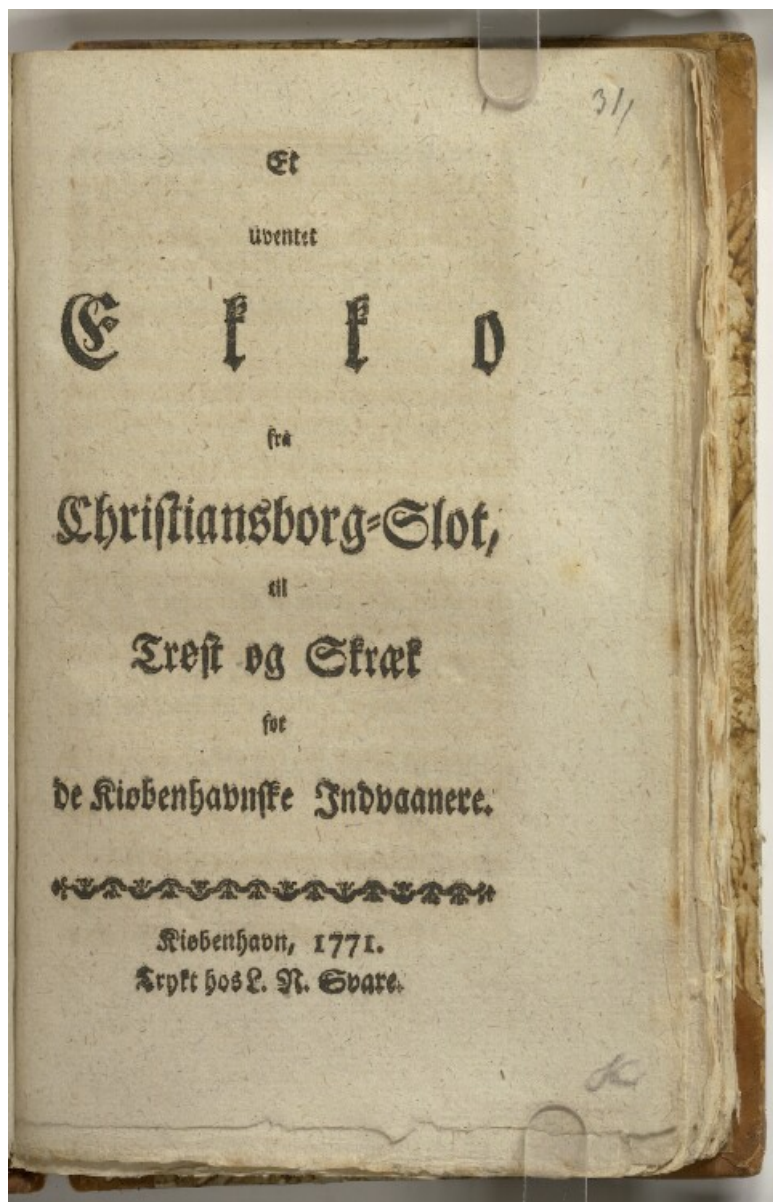 31,
Et
uventet
Ekko
fra
Christiansborg-Slot,
til
Trøst og Skræk
for
de Kiøbenhavnske Indvaanere.
Kiøbenhavn, 1771.
Trykt hos L. N. Svare.